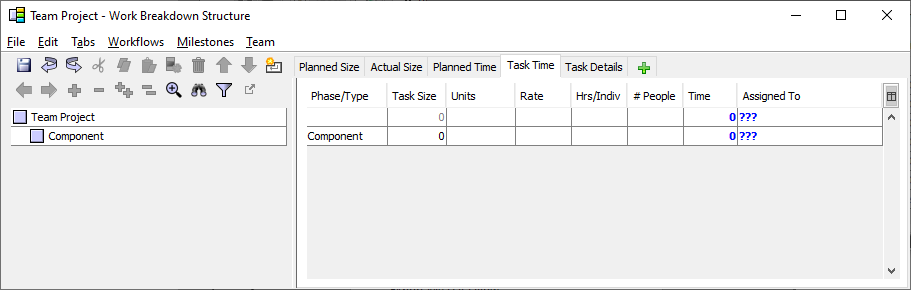 Team Project - Work Breakdown Structure
File Edit Tabs Workflows Milestones Team
Planned Size Actual Size Planned Time Task Time Task Details
Phase/Type Task Size Units Rate Hrs/Indiv # People Time Assigned To
Team Project 0 0 ???
Component Component 0 0 ???